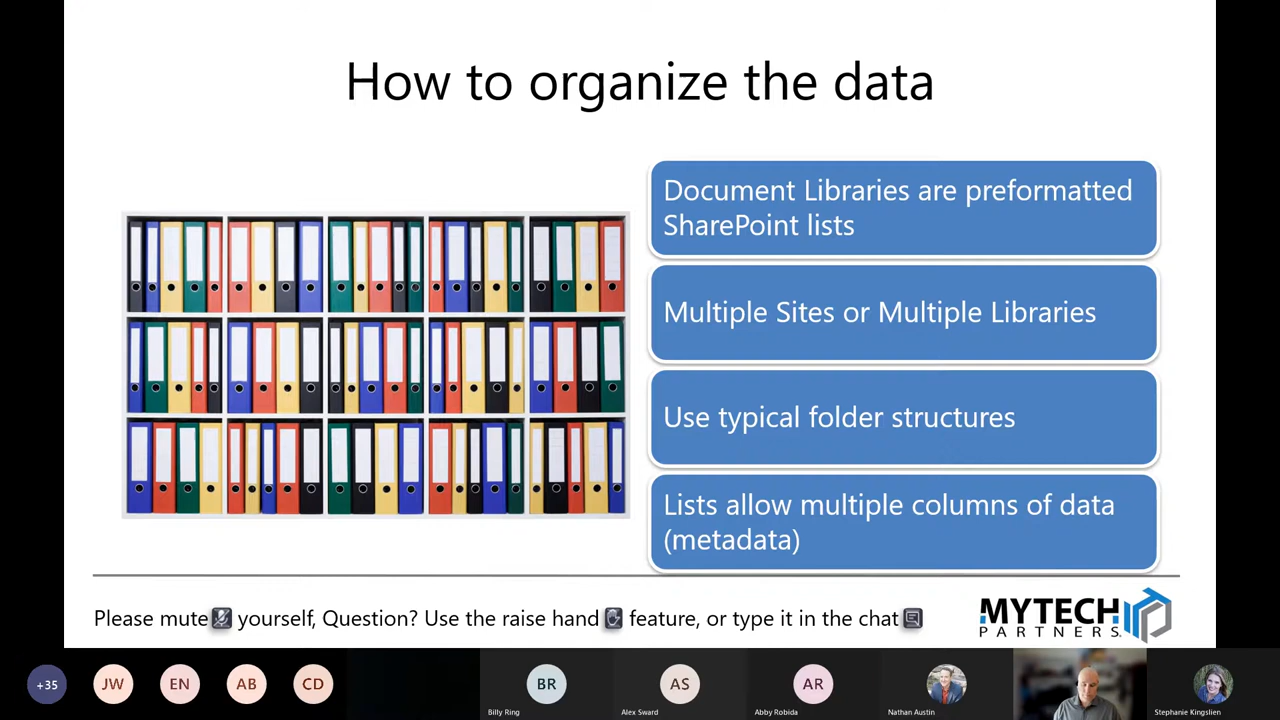 How to organize the data
Document Libraries are preformatted
SharePoint lists
Multiple Sites or Multiple Libraries
Use typical folder structures
Lists allow multiple columns of data
(metadata)
Please mute yourself, Question? Use the raise hand feature, or type it in the chat
MYTECH
PARTNERS
+35
JW
EN
AB
CD
BR
Billy Ring
AS
Alex Sward
AR
Abby Robida
Nathan Austin
Stephanie Kingslien